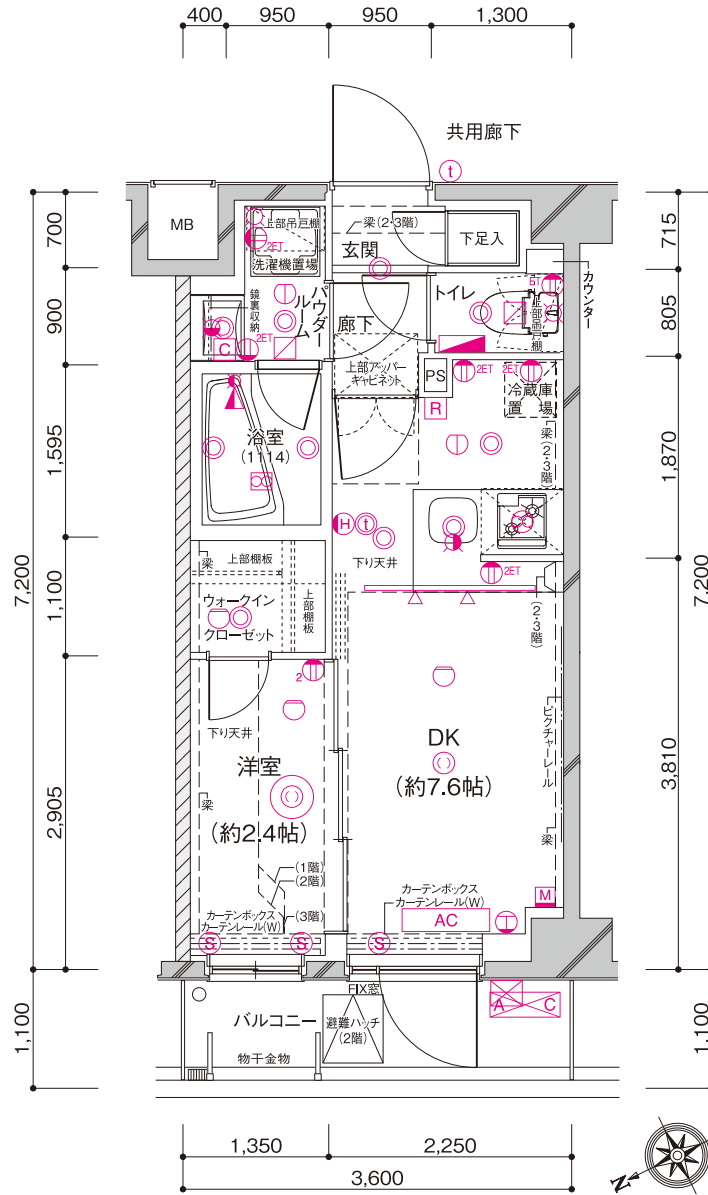 400 950 950 1,300
共用廊下
t
700 900 1,595 1,100 2,905
7,200
1,100
715 805 1,870 3,810
7,200
1,100
MB
上部吊戸棚
2ET
洗濯機置場
梁(2・3階)
玄関
下足入
カウンター
パウダー
ルーム
鏡裏収納
2ET
C
廊下
トイレ
上部吊戸棚
上部アッパー
キャビネット
PS
R
2ET 2ET
冷蔵庫
置場
梁(2・3階)
浴室
(1114)
H t
下り天井
2ET
梁
上部棚板
上部棚板
ウォークイン
クローゼット
(2・3階)
2
下り天井
洋室
(約2.4帖)
梁
DK
(約7.6帖)
ピクチャーレール
梁
(1階)
(2階)
(3階)
カーテンボックス
カーテンレール(W)
カーテンボックス
カーテンレール(W)
AC
M
S S S
FIX窓
バルコニー
避難ハッチ
(2階)
A C
物干金物
1,350 2,250
3,600
N